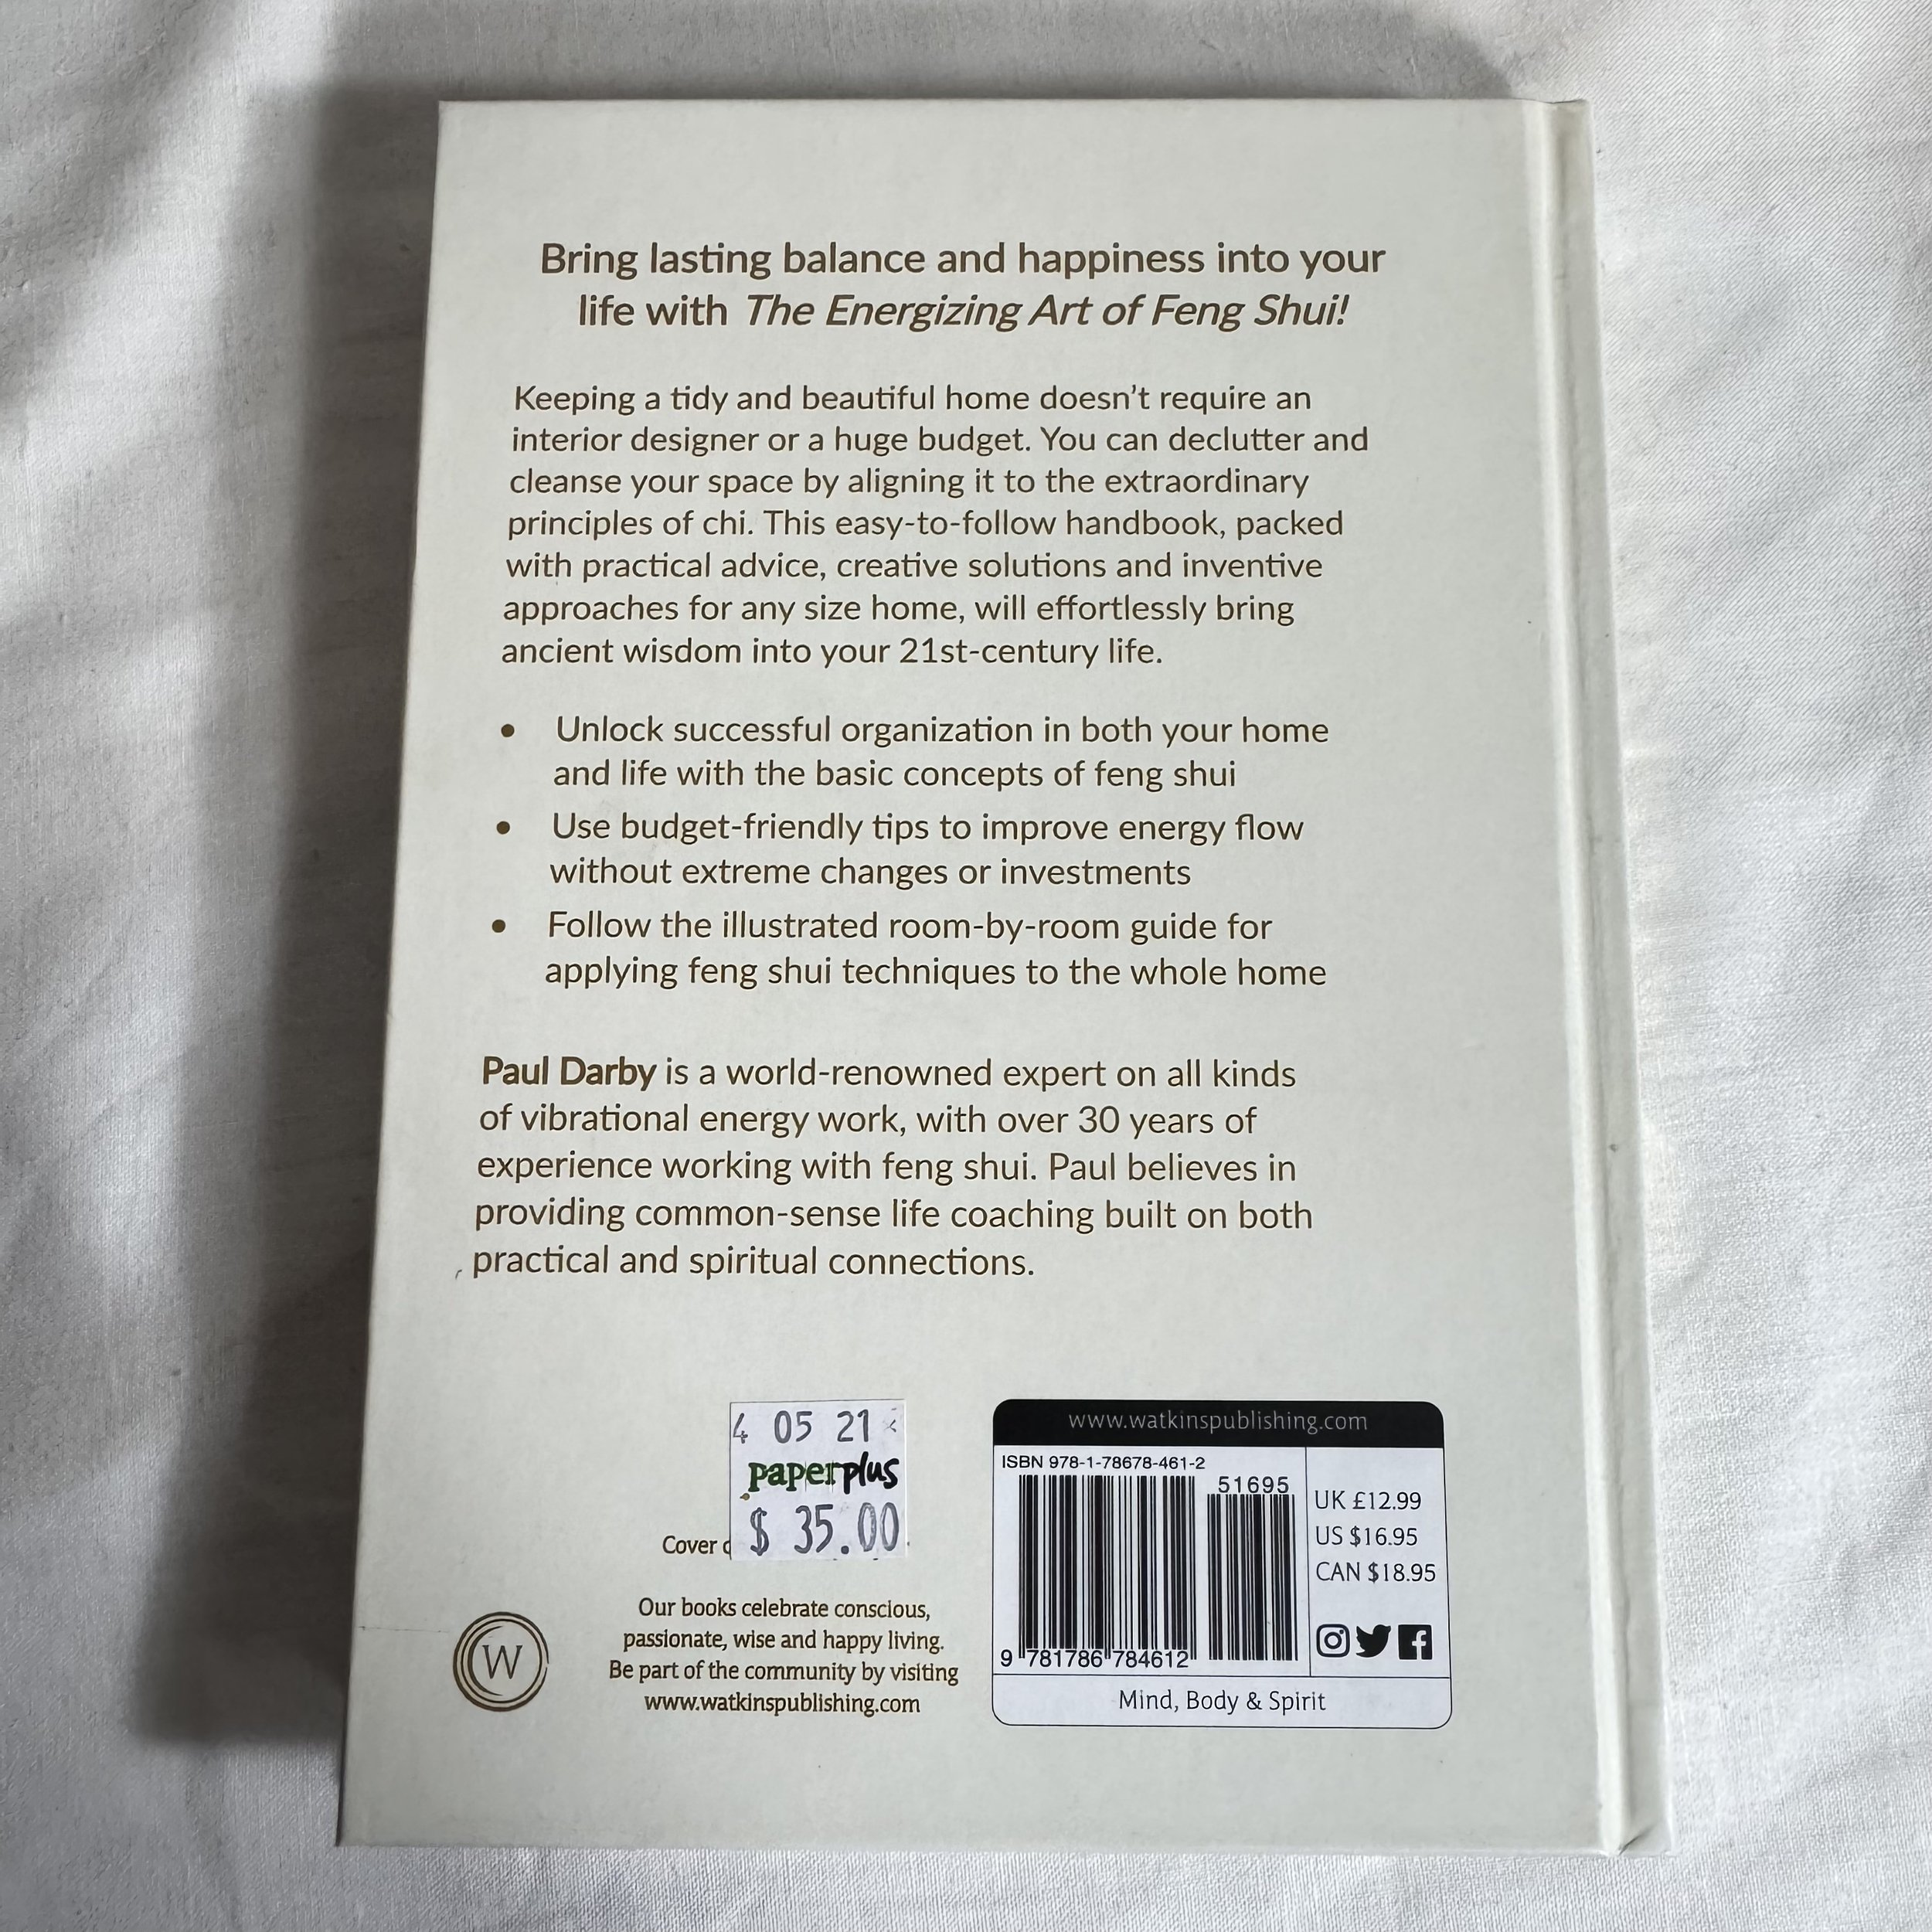 Bring lasting balance and happiness into your
life with The Energizing Art of Feng Shui!
Keeping a tidy and beautiful home doesn't require an
interior designer or a huge budget. You can declutter and
cleanse your space by aligning it to the extraordinary
principles of chi. This easy-to-follow handbook, packed
with practical advice, creative solutions and inventive
approaches for any size home, will effortlessly bring
ancient wisdom into your 21st-century life.
• Unlock successful organization in both your home
and life with the basic concepts of feng shui
• Use budget-friendly tips to improve energy flow
without extreme changes or investments
• Follow the illustrated room-by-room guide for
applying feng shui techniques to the whole home
Paul Darby is a world-renowned expert on all kinds
of vibrational energy work, with over 30 years of
experience working with feng shui. Paul believes in
providing common-sense life coaching built on both
practical and spiritual connections.
4 05 21
paperplus
$ 35.00
Cover
Our books celebrate conscious,
passionate, wise and happy living.
Be part of the community by visiting
www.watkinspublishing.com
W
www.watkinspublishing.com
ISBN 978-1-78678-461-2
51695
9 781786 784612
UK £12.99
US $16.95
CAN $18.95
Mind, Body & Spirit